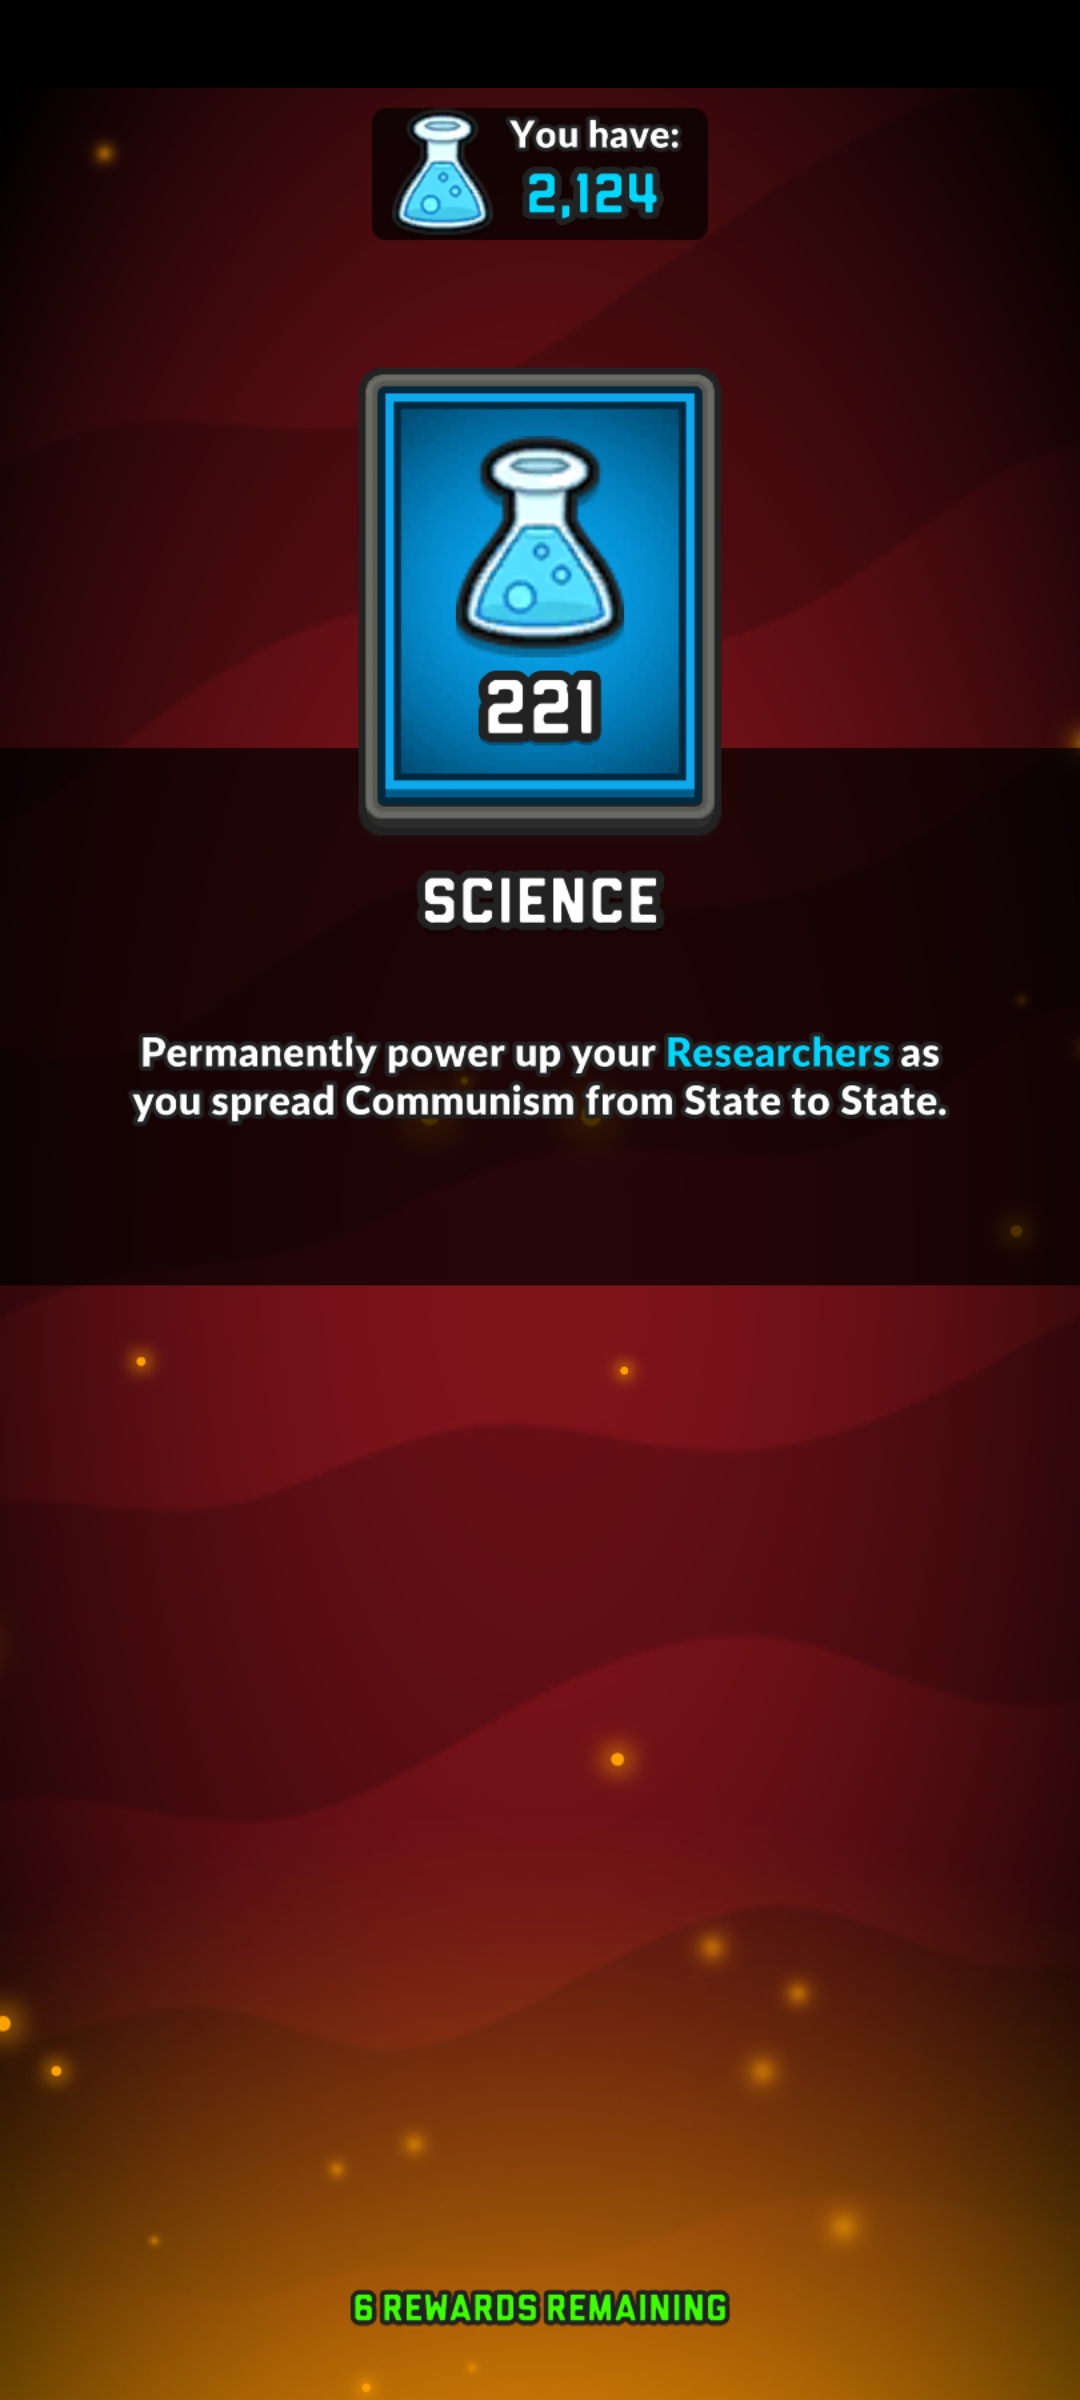 You have:
2,124
221
SCIENCE
Permanently power up your Researchers as
you spread Communism from State to State.
6 REWARDS REMAINING